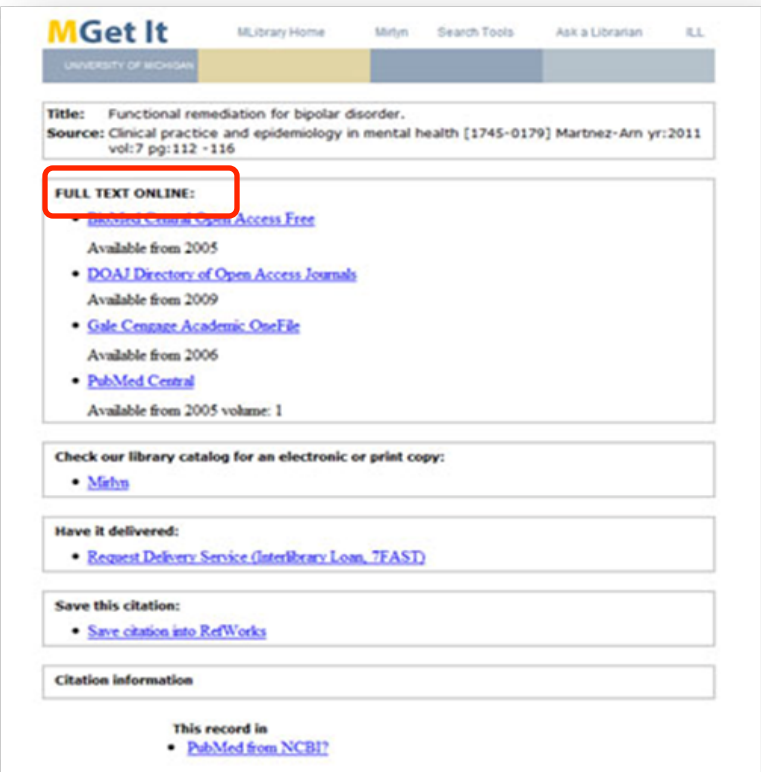 MGet It MLibrary Home Mirlyn Search Tools Ask a Librarian ILL
UNIVERSITY OF MICHIGAN
Title: Functional remediation for bipolar disorder.
Source: Clinical practice and epidemiology in mental health [1745-0179] Martnez-Arn yr:2011
vol:7 pg:112 -116
FULL TEXT ONLINE:
• BioMed Central Open Access Free
Available from 2005
• DOAJ Directory of Open Access Journals
Available from 2009
• Gale Cengage Academic OneFile
Available from 2006
• PubMed Central
Available from 2005 volume: 1
Check our library catalog for an electronic or print copy:
• Mirlyn
Have it delivered:
• Request Delivery Service (Interlibrary Loan, 7FAST)
Save this citation:
• Save citation into RefWorks
Citation information
This record in
• PubMed from NCBI?